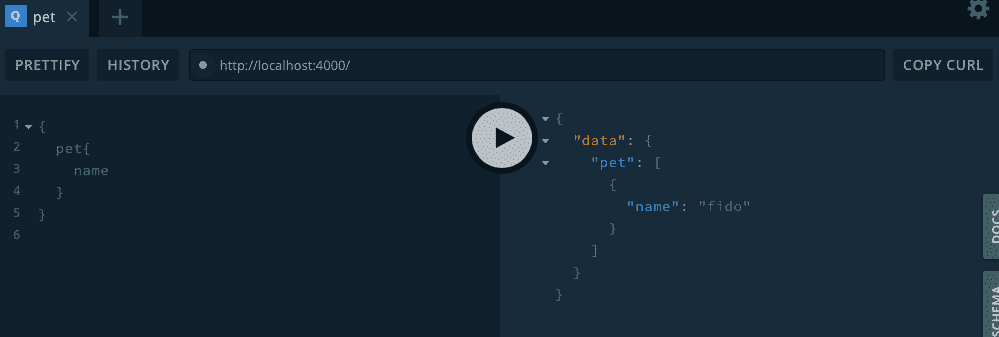 Q pet × +
PRETTIFY HISTORY http://localhost:4000/ COPY CURL
1 {
2 pet{
3 name
4 }
5 }
6
{
"data": {
"pet": [
{
"name": "fido"
}
]
}
}
DOCS
SCHEMA